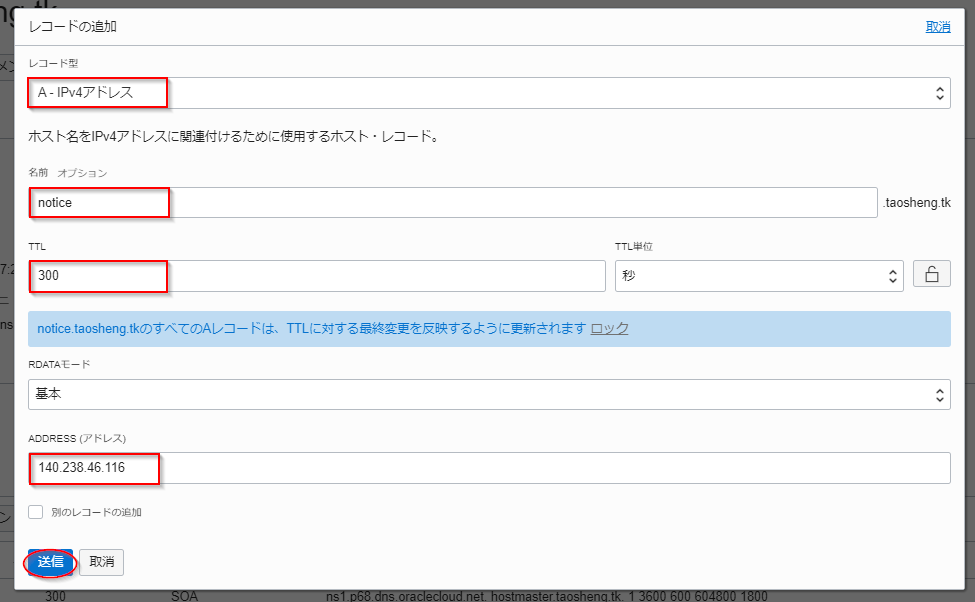 ng.tk
レコードの追加
取消
レコード型
A - IPv4アドレス
ホスト名をIPv4アドレスに関連付けるために使用するホスト・レコード。
名前 オプション
notice
.taosheng.tk
TTL
TTL単位
300
秒
notice.taosheng.tkのすべてのAレコードは、TTLに対する最終変更を反映するように更新されます ロック
RDATAモード
基本
ADDRESS (アドレス)
140.238.46.116
別のレコードの追加
送信
取消
300 SOA ns1.p68.dns.oraclecloud.net. hostmaster.taosheng.tk. 1 3600 600 604800 1800